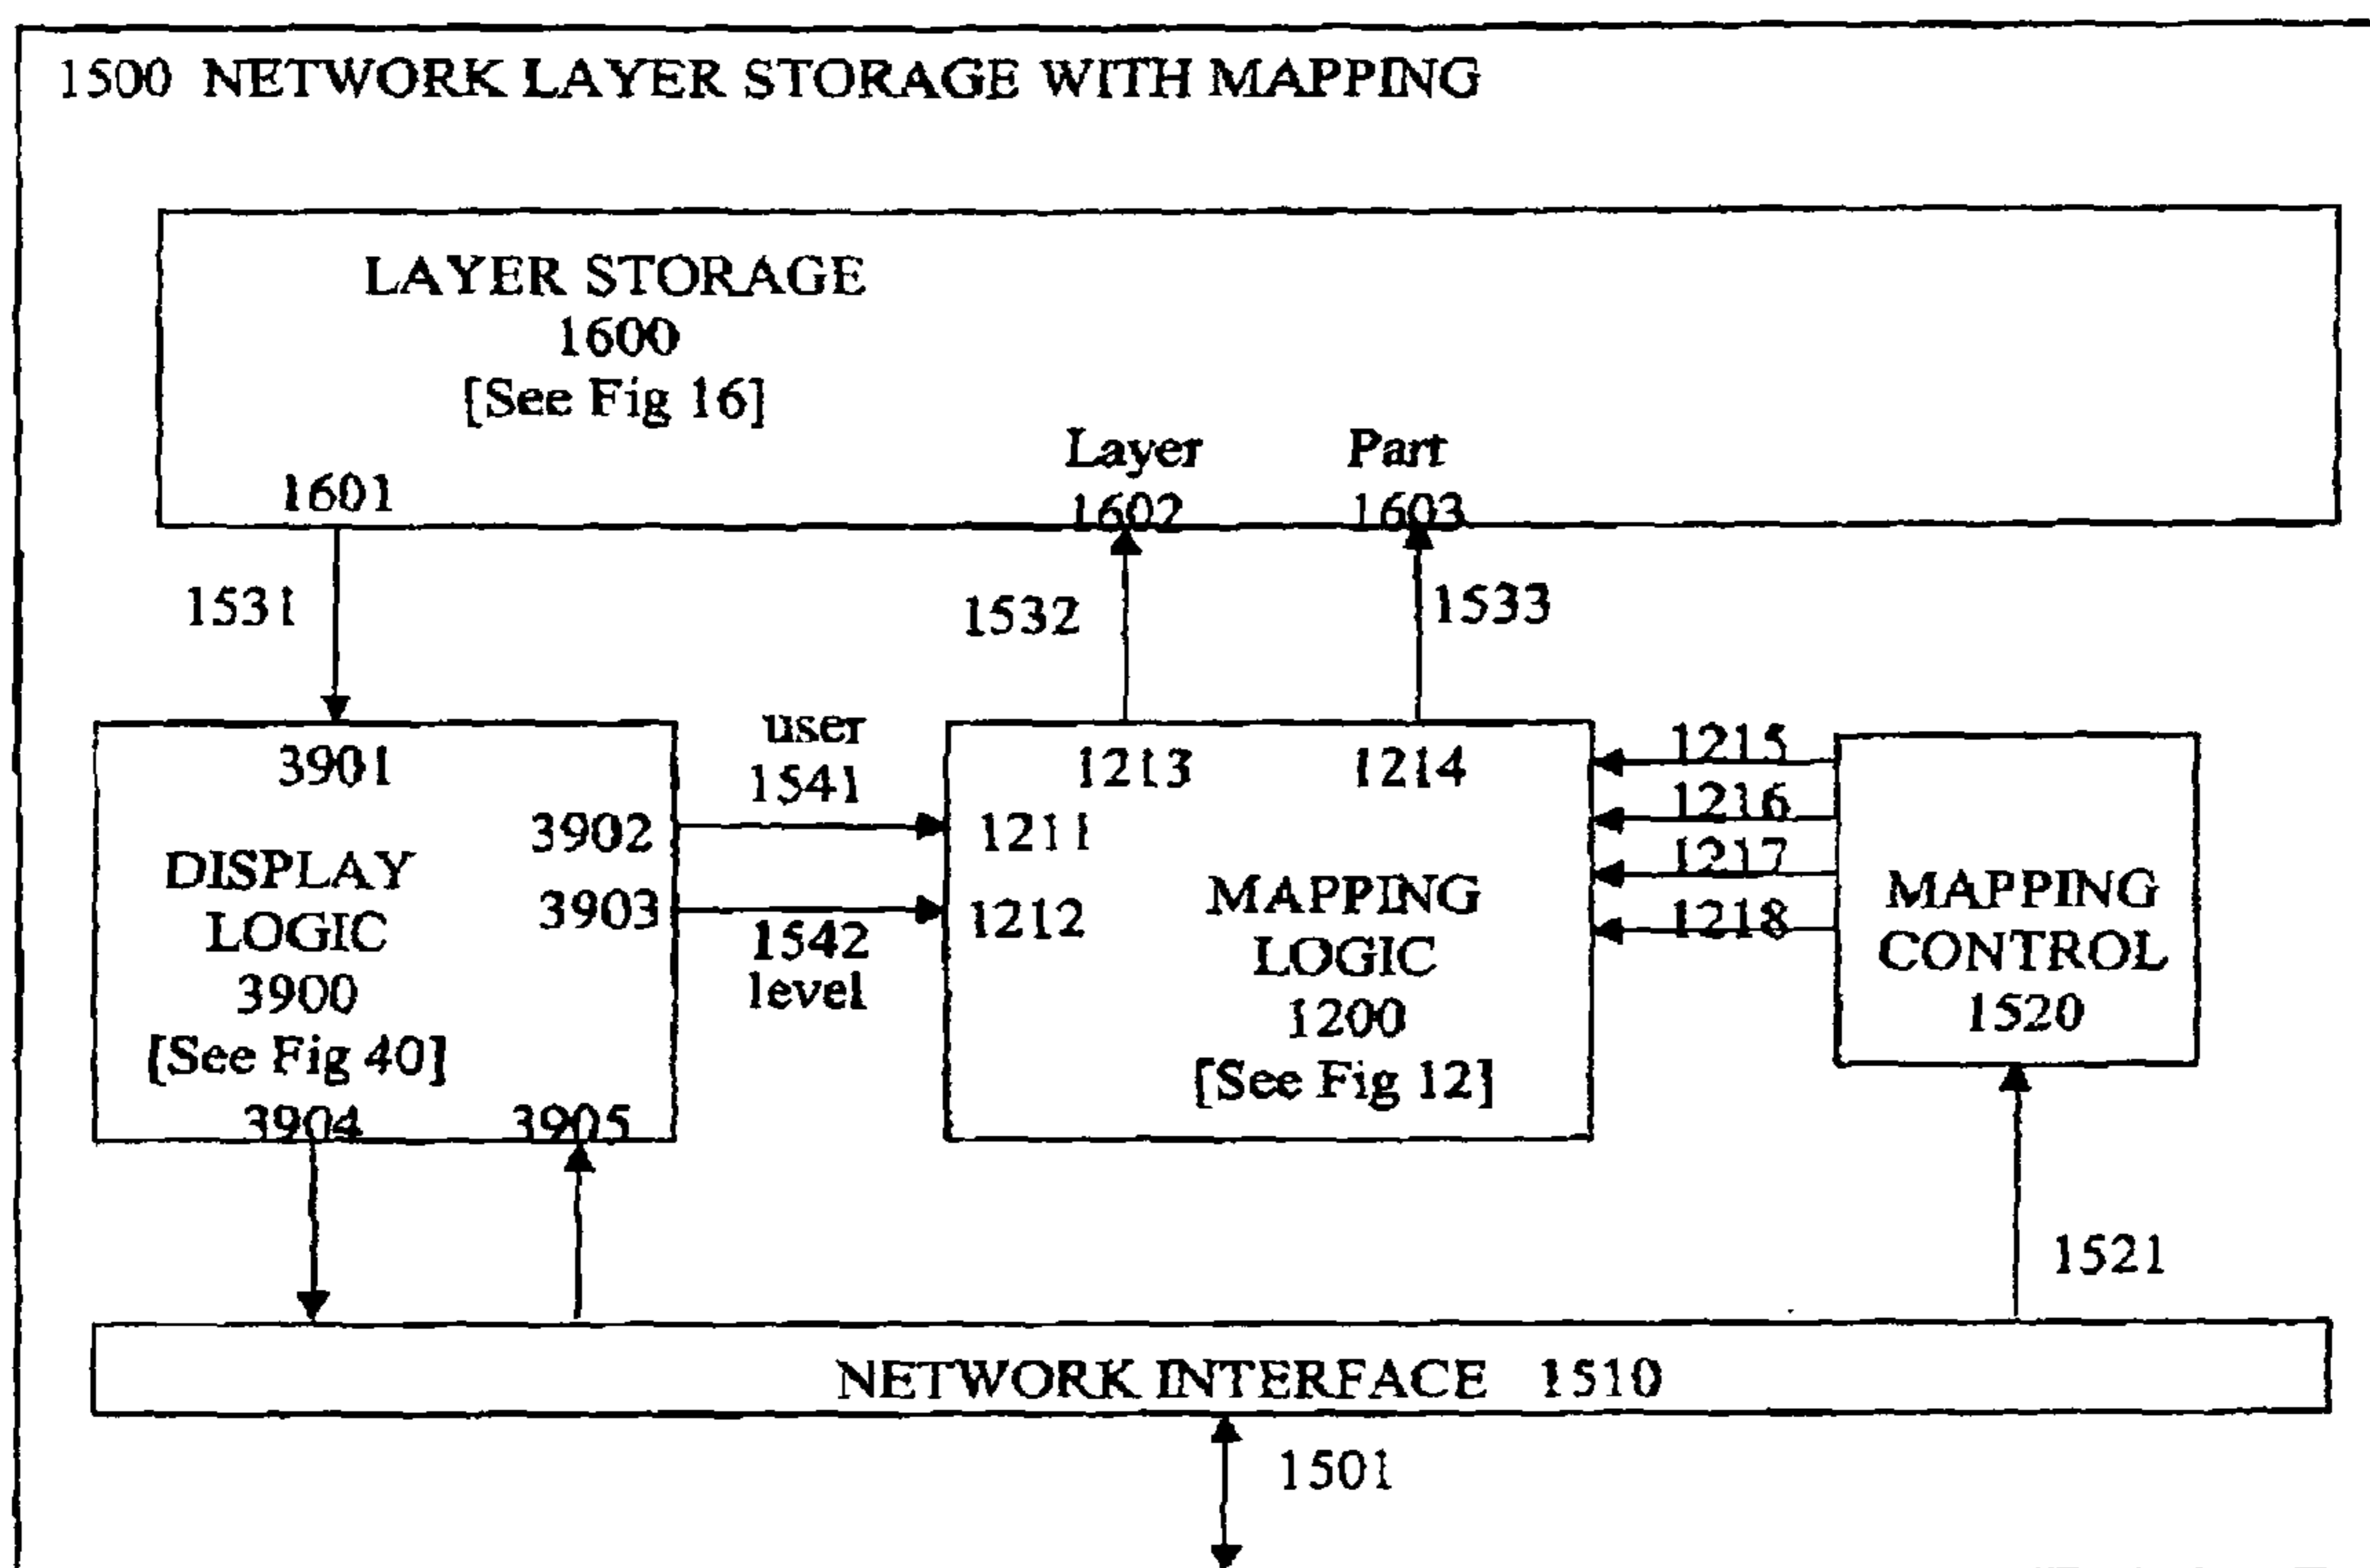 1500 NETWORK LAYER STORAGE WITH MAPPING
LAYER STORAGE
1600
[See Fig 16]
Layer
Part
1601
1602
1603
1531
1532
1533
3901
user
1541
1213
1214
1215
1216
1217
1218
3902
1211
DISPLAY
LOGIC
3900
[See Fig 40]
3903
1542
level
1212
MAPPING
LOGIC
1200
[See Fig 12]
MAPPING
CONTROL
1520
3904
3905
1521
NETWORK INTERFACE 1510
1501